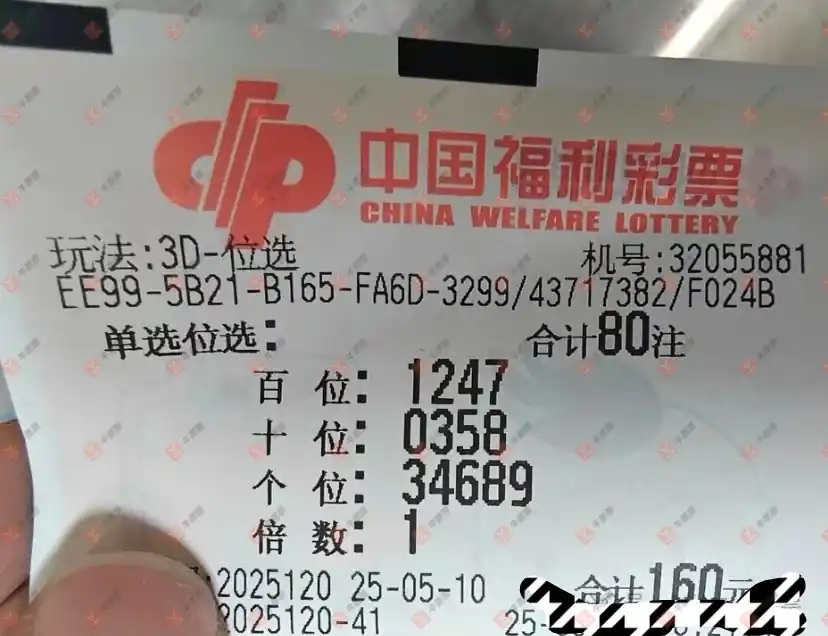 中国福利彩票
CHINA WELFARE LOTTERY
玩法:3D-位选 机号:32055881
EE99-5B21-B165-FA6D-3299/43717382/F024B
单选位选: 合计80注
百 位: 1247
十 位: 0358
个 位: 34689
倍 数: 1
:2025120 25-05-10 合计160元
2025120-41 25-